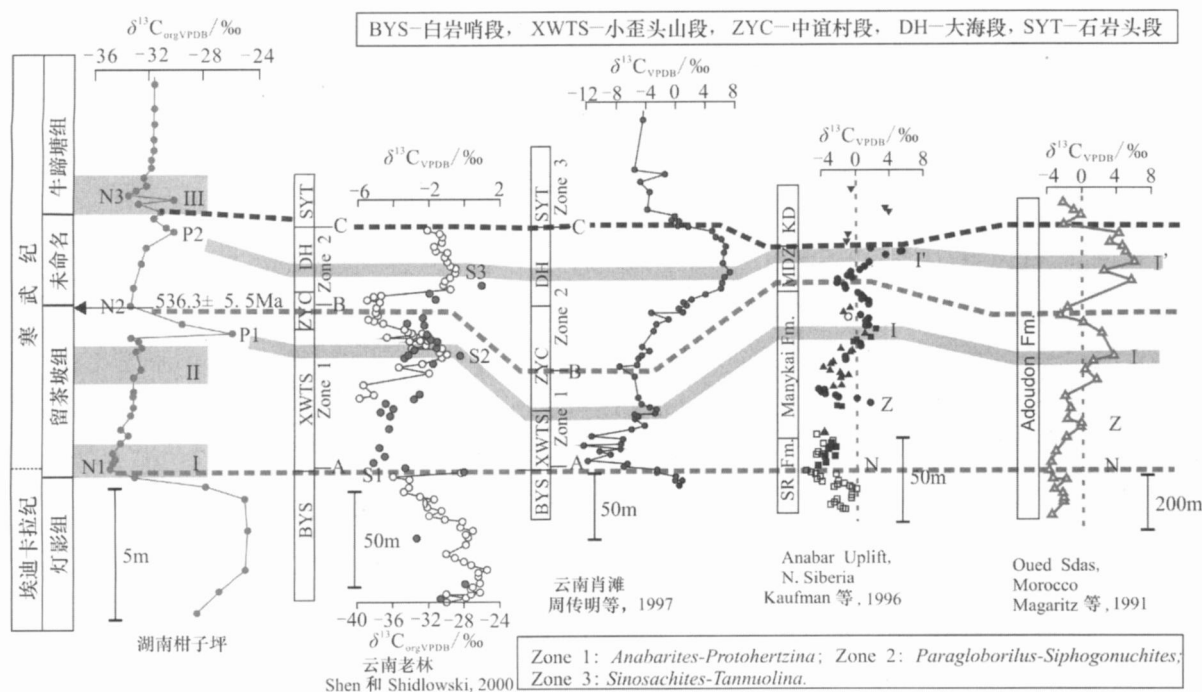 BYS—白岩哨段， XWTS—小歪头山段， ZYC—中谊村段， DH—大海段， SYT—石岩头段
δ¹³C_orgVPDB/‰
−36 −32 −28 −24
寒武纪
埃迪卡拉纪
牛蹄塘组
未命名
留茶坡组
灯影组
N3
III
P2
N2
536.3± 5.5Ma
P1
II
N1
I
5m
湖南柑子坪
δ¹³C_VPDB/‰
−6 −2 2
SYT
DH
ZYC
XWTS
BYS
Zone 2
Zone 1
C
B
A
S3
S2
S1
50m
−40 −36 −32 −28 −24
δ¹³C_orgVPDB/‰
云南老林
Shen 和 Shidlowski, 2000
δ¹³C_VPDB/‰
−12 −8 −4 0 4 8
SYT
DH
ZYC
XWTS
BYS
Zone 3
Zone 2
Zone 1
C
B
A
50m
云南肖滩
周传明等，1997
δ¹³C_VPDB/‰
−4 0 4 8
KD
MDZ
Manykai Fm.
SR Fm.
I'
I
Z
N
50m
Anabar Uplift,
N. Siberia
Kaufman 等, 1996
δ¹³C_VPDB/‰
−4 0 4 8
Adoudon Fm.
I'
I
Z
N
200m
Oued Sdas,
Morocco
Magaritz 等, 1991
Zone 1: Anabarites-Protohertzina; Zone 2: Paragloborilus-Siphogonuchites;
Zone 3: Sinosachites-Tannuolina.